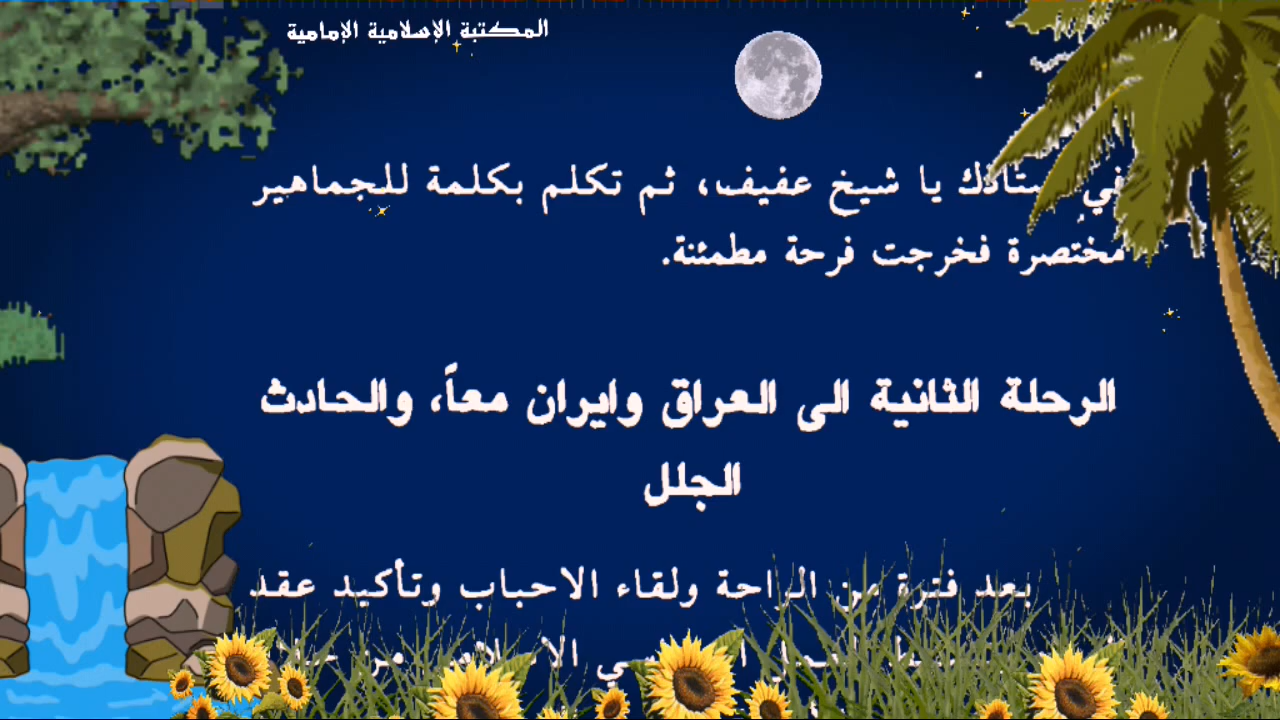 المكتبة الإسلامية الإمامية
في يا شيخ عفيف، ثم تكلم بكلمة للجماهير
مختصرة فخرجت فرحة مطمئنة.
الرحلة الثانية الى العراق وايران معاً، والحادث
الجلل
بعد فترة من الراحة ولقاء الاحباب وتأكيد عقد